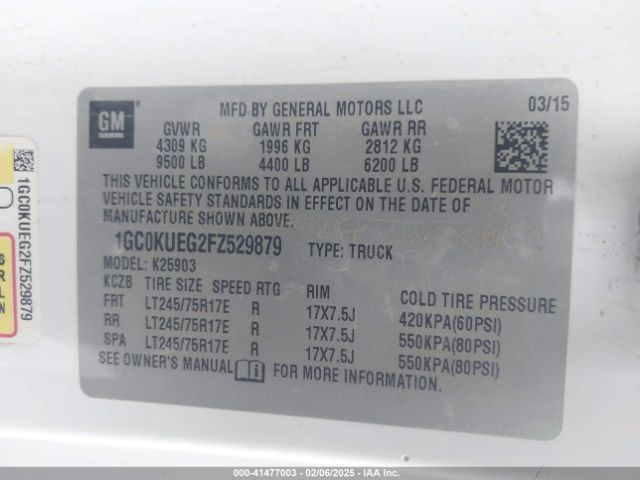 GM
MFD BY GENERAL MOTORS LLC
03/15
GVWR GAWR FRT GAWR RR
4309 KG 1996 KG 2812 KG
9500 LB 4400 LB 6200 LB
THIS VEHICLE CONFORMS TO ALL APPLICABLE U.S. FEDERAL MOTOR
VEHICLE SAFETY STANDARDS IN EFFECT ON THE DATE OF
MANUFACTURE SHOWN ABOVE.
1GC0KUEG2FZ529879 TYPE: TRUCK
MODEL: K25903
KCZB TIRE SIZE SPEED RTG RIM COLD TIRE PRESSURE
FRT LT245/75R17E R 17X7.5J 420KPA(60PSI)
RR LT245/75R17E R 17X7.5J 550KPA(80PSI)
SPA LT245/75R17E R 17X7.5J 550KPA(80PSI)
SEE OWNER'S MANUAL i FOR MORE INFORMATION.
1GC0KUEG2FZ529879
S R L N
00-41477003 - 02/06/2025 - IAA Inc.